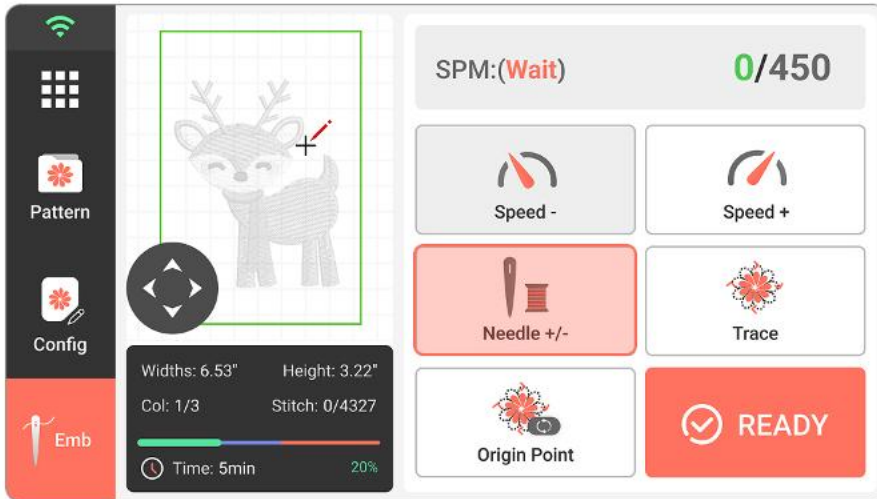 SPM:(Wait) 0/450
Pattern
Config
Emb
Speed -
Speed +
Needle +/-
Trace
Origin Point
READY
Widths: 6.53" Height: 3.22"
Col: 1/3 Stitch: 0/4327
Time: 5min 20%